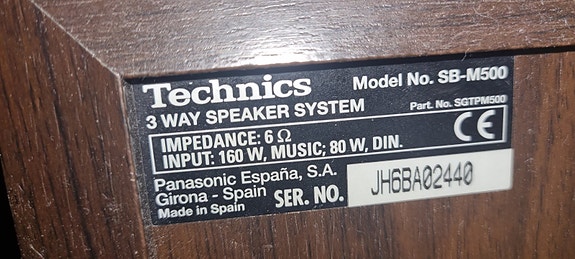 Technics Model No. SB-M500
3 WAY SPEAKER SYSTEM Part. No. SGTPM500
IMPEDANCE: 6 Ω
INPUT: 160 W, MUSIC; 80 W, DIN. CE
Panasonic España, S.A.
Girona - Spain
Made in Spain SER. NO. JH6BA02440